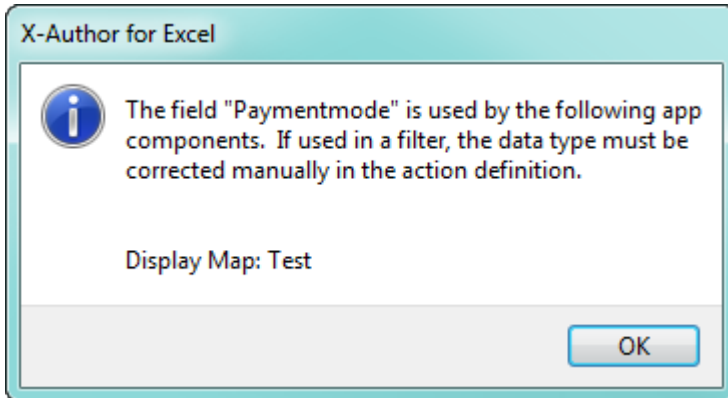 X-Author for Excel
The field "Paymentmode" is used by the following app
components.  If used in a filter, the data type must be
corrected manually in the action definition.
Display Map: Test
OK